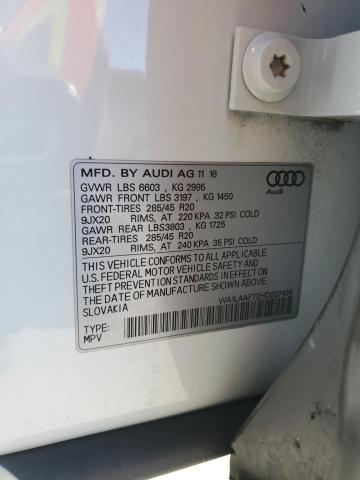 MFD. BY AUDI AG 11 16
GVWR LBS 6603 , KG 2995
GAWR FRONT LBS 3197 , KG 1450
FRONT-TIRES 285/45 R20
9JX20 RIMS, AT 220 KPA 32 PSI COLD
GAWR REAR LBS3803 , KG 1725
REAR-TIRES 285/45 R20
9JX20 RIMS, AT 240 KPA 35 PSI COLD
THIS VEHICLE CONFORMS TO ALL APPLICABLE
U.S. FEDERAL MOTOR VEHICLE SAFETY AND
THEFT PREVENTION STANDARDS IN EFFECT
ON THE DATE OF MANUFACTURE SHOWN ABOVE
SLOVAKIA
WA1LAAF72HD037439
TYPE:
MPV
Audi